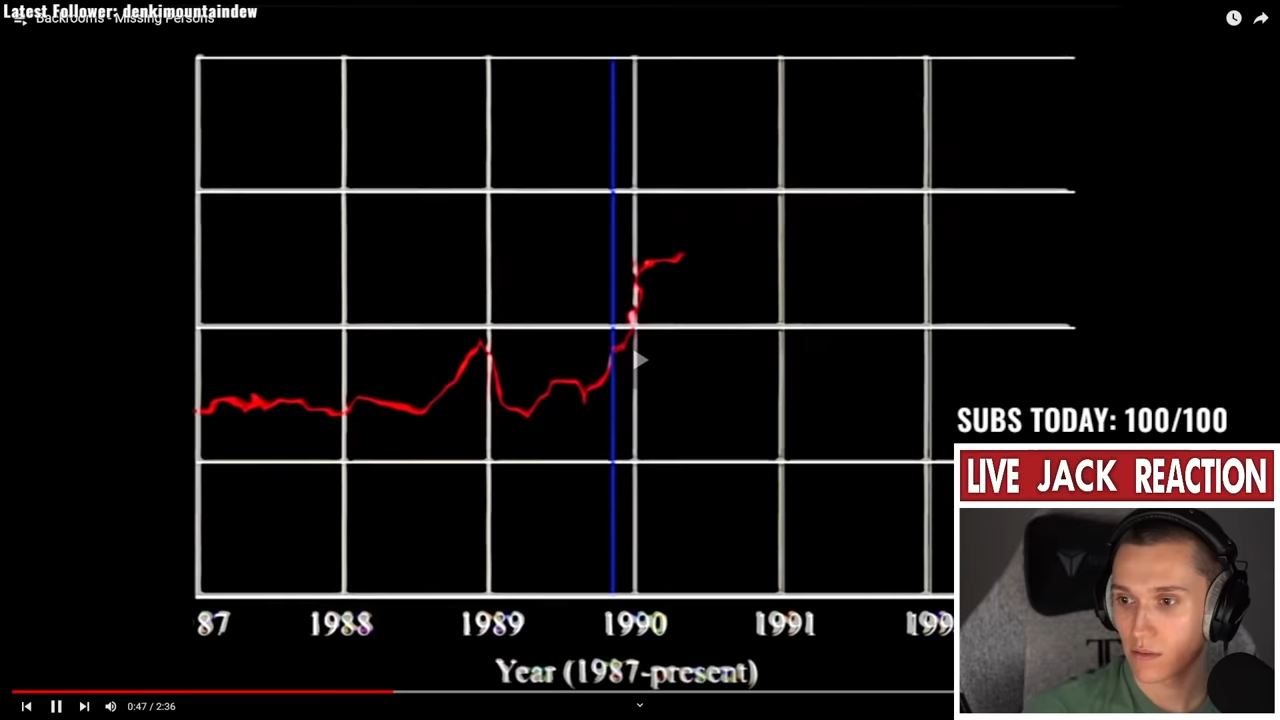 Latest Follower: denkimountaindew
Backrooms - Missing Persons
87 1988 1989 1990 1991 199
Year (1987-present)
SUBS TODAY: 100/100
LIVE JACK REACTION
0:47 / 2:36